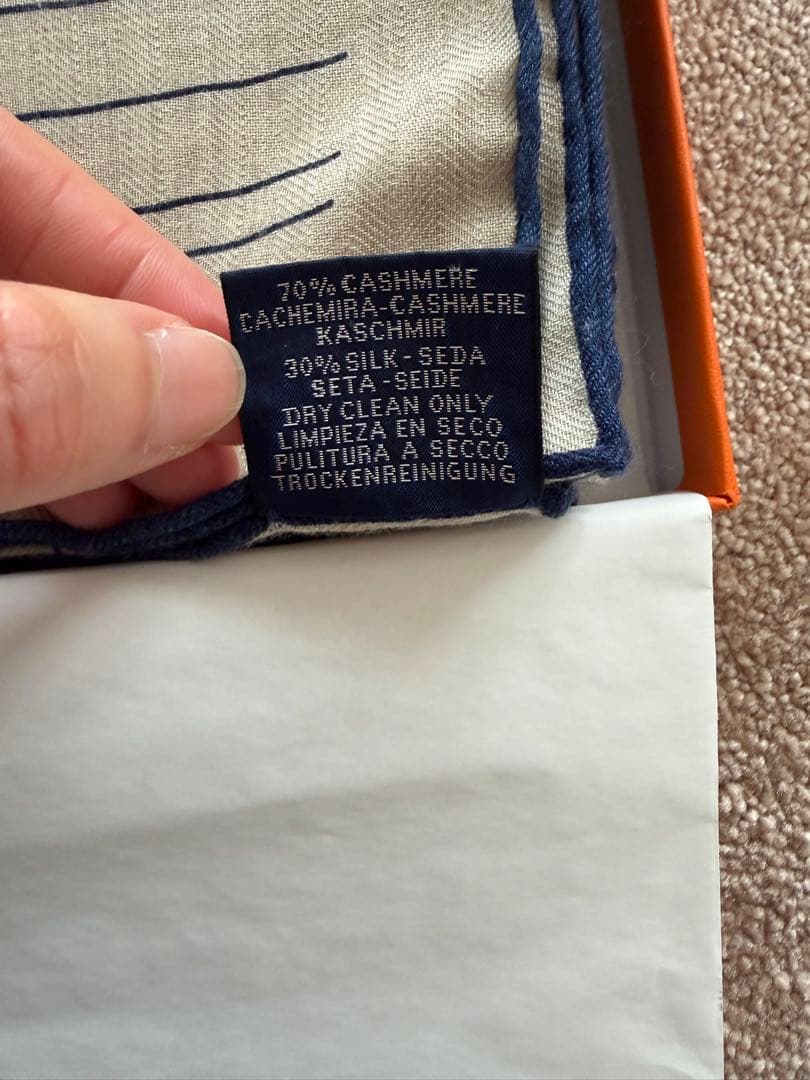 70% CASHMERE
CACHEMIRA-CASHMERE
KASCHMIR
30% SILK-SEDA
SETA-SEIDE
DRY CLEAN ONLY
LIMPIEZA EN SECO
PULITURA A SECCO
TROCKENREINIGUNG